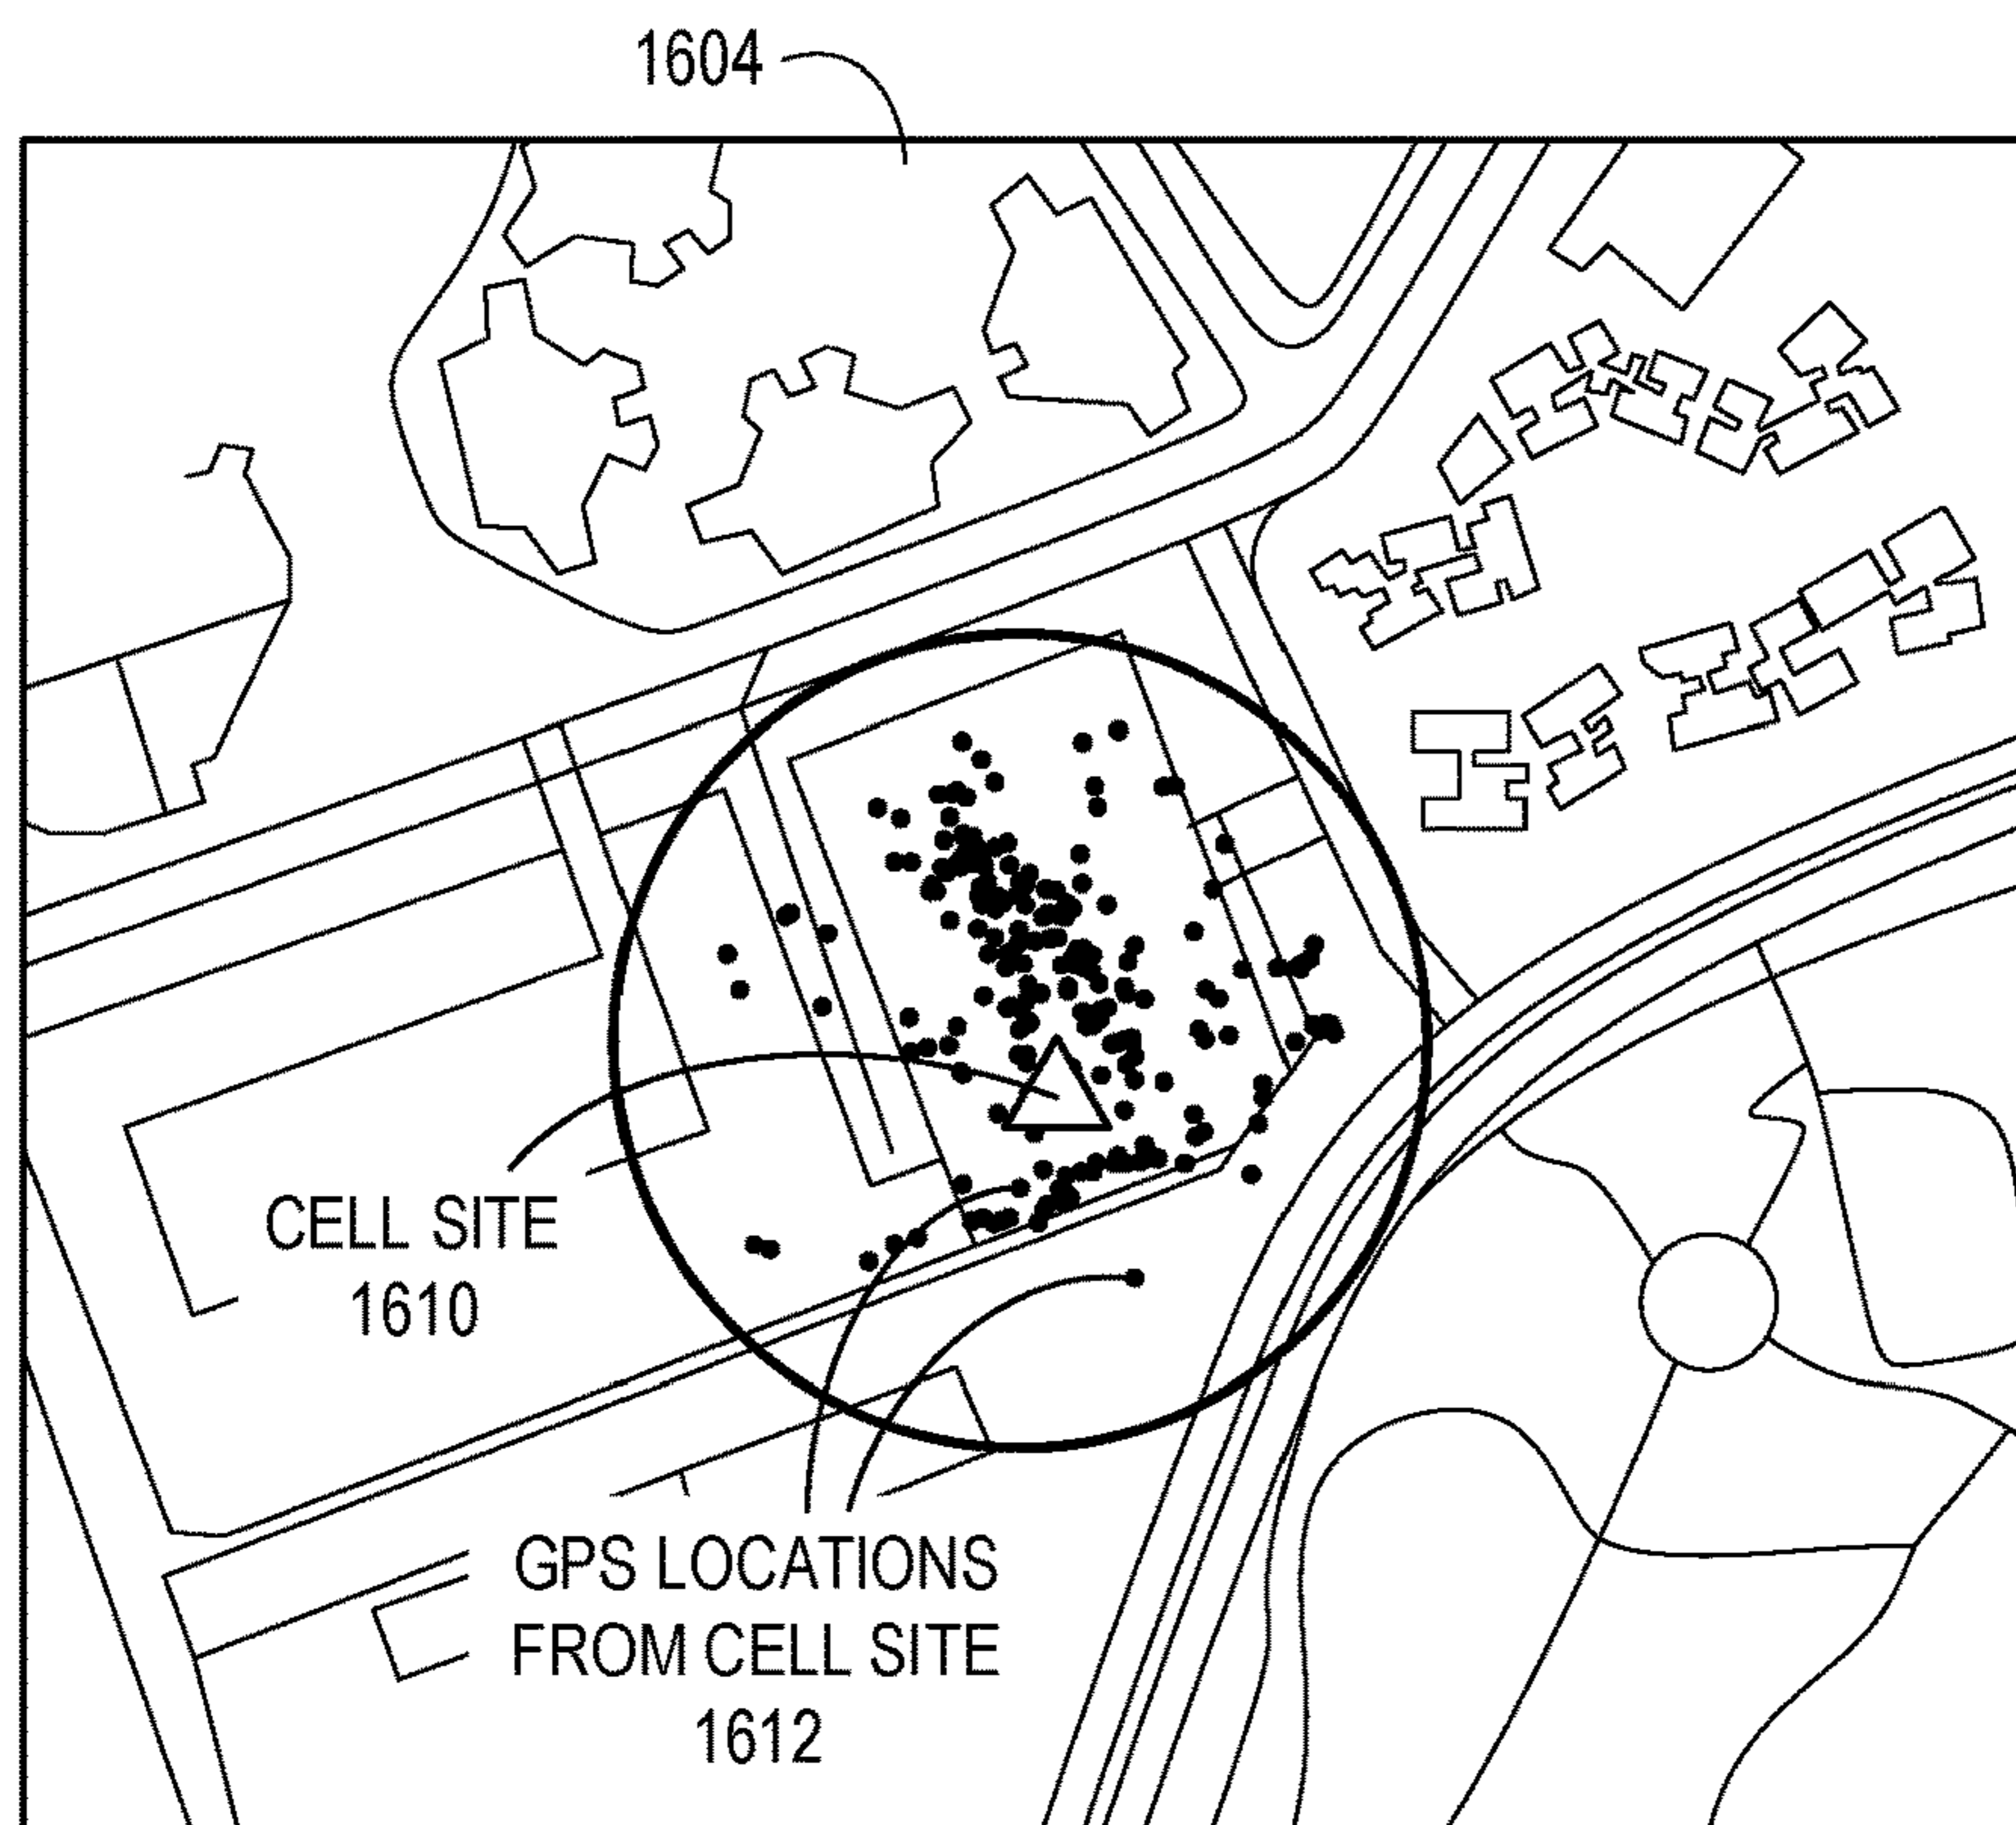 1604
CELL SITE
1610
GPS LOCATIONS
FROM CELL SITE
1612